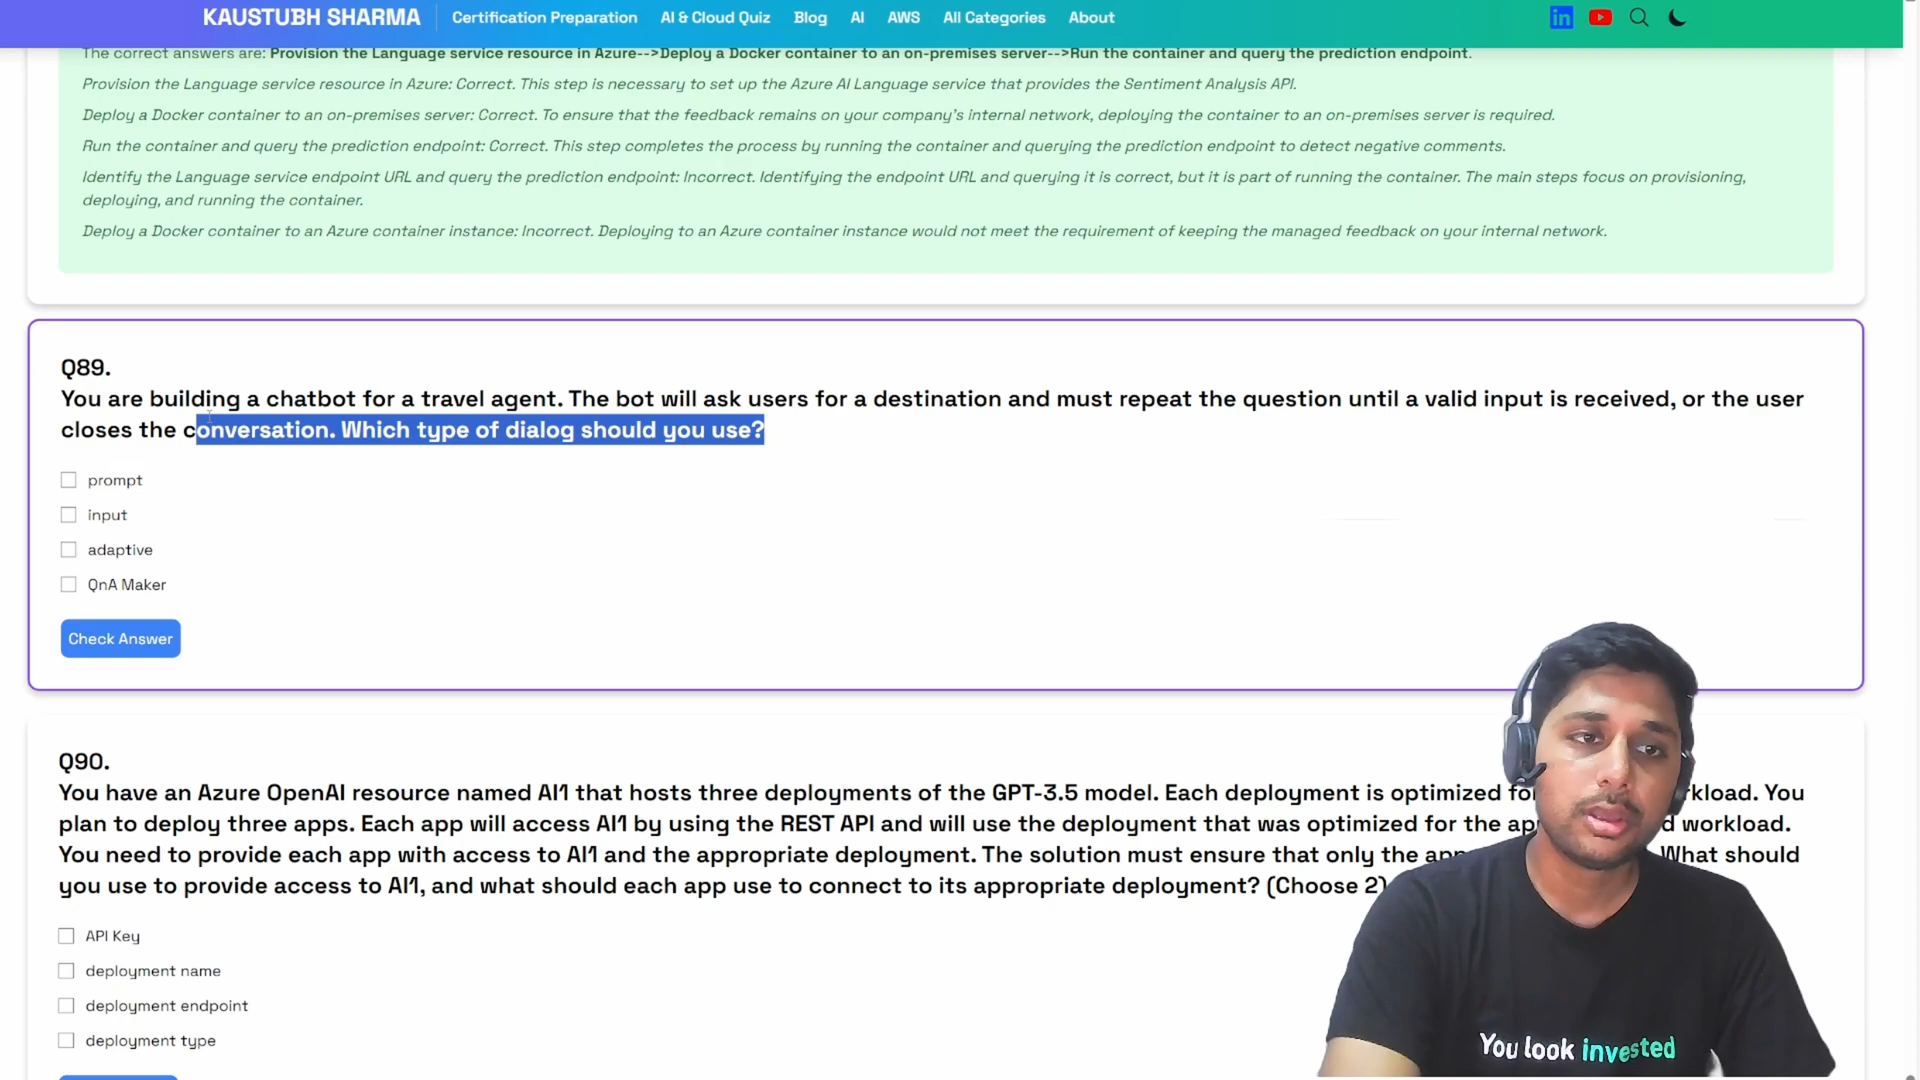 KAUSTUBH SHARMA Certification Preparation AI & Cloud Quiz Blog AI AWS All Categories About
The correct answers are: Provision the Language service resource in Azure-->Deploy a Docker container to an on-premises server-->Run the container and query the prediction endpoint.
Provision the Language service resource in Azure: Correct. This step is necessary to set up the Azure AI Language service that provides the Sentiment Analysis API.
Deploy a Docker container to an on-premises server: Correct. To ensure that the feedback remains on your company's internal network, deploying the container to an on-premises server is required.
Run the container and query the prediction endpoint: Correct. This step completes the process by running the container and querying the prediction endpoint to detect negative comments.
Identify the Language service endpoint URL and query the prediction endpoint: Incorrect. Identifying the endpoint URL and querying it is correct, but it is part of running the container. The main steps focus on provisioning,
deploying, and running the container.
Deploy a Docker container to an Azure container instance: Incorrect. Deploying to an Azure container instance would not meet the requirement of keeping the managed feedback on your internal network.
Q89.
You are building a chatbot for a travel agent. The bot will ask users for a destination and must repeat the question until a valid input is received, or the user
closes the conversation. Which type of dialog should you use?
prompt
input
adaptive
QnA Maker
Check Answer
Q90.
You have an Azure OpenAI resource named AI1 that hosts three deployments of the GPT-3.5 model. Each deployment is optimized You
plan to deploy three apps. Each app will access AI1 by using the REST API and will use the deployment that was optimized for the workload.
You need to provide each app with access to AI1 and the appropriate deployment. The solution must ensure that only the What should
you use to provide access to AI1, and what should each app use to connect to its appropriate deployment? (Choose 2)
API Key
deployment name
deployment endpoint
deployment type
You look invested